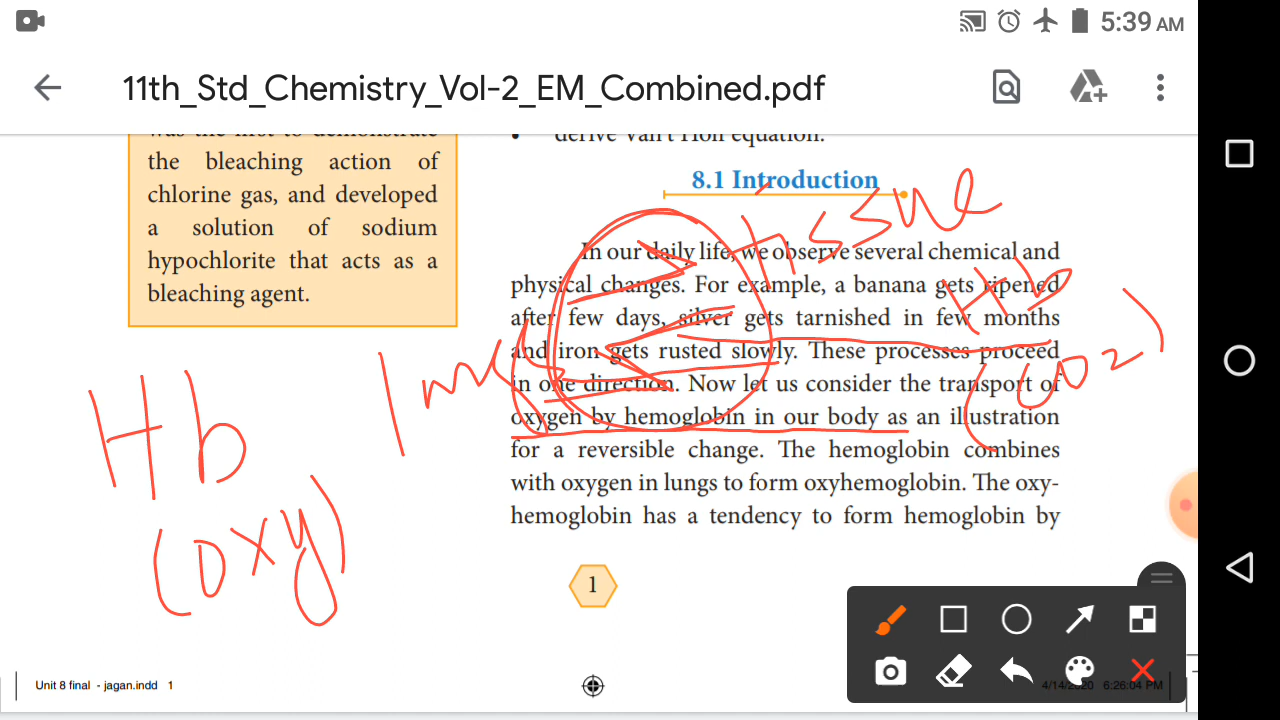 5:39 AM
11th_Std_Chemistry_Vol-2_EM_Combined.pdf
was the first to demonstrate
the bleaching action of
chlorine gas, and developed
a solution of sodium
hypochlorite that acts as a
bleaching agent.
• derive Van't Hoff equation.
8.1 Introduction
In our daily life, we observe several chemical and
physical changes. For example, a banana gets ripened
after few days, silver gets tarnished in few months
and iron gets rusted slowly. These processes proceed
in one direction. Now let us consider the transport of
oxygen by hemoglobin in our body as an illustration
for a reversible change. The hemoglobin combines
with oxygen in lungs to form oxyhemoglobin. The oxy-
hemoglobin has a tendency to form hemoglobin by
Tissue
Hb
(CO2)
Hb
(oxy)
1
Unit 8 final - jagan.indd 1
4/14/2020 6:26:04 PM